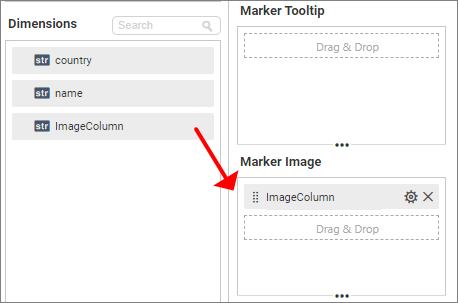 Dimensions
Search
str country
str name
str ImageColumn
Marker Tooltip
Drag & Drop
Marker Image
ImageColumn
Drag & Drop